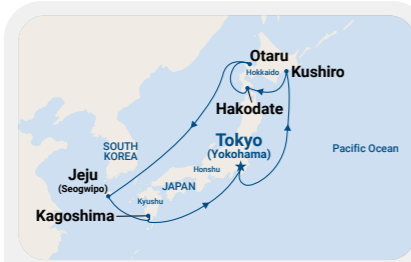 Otaru
Hokkaido
Kushiro
Hakodate
SOUTH
KOREA
Tokyo
(Yokohama)
Pacific Ocean
Honshu
JAPAN
Jeju
(Seogwipo)
Kyushu
Kagoshima